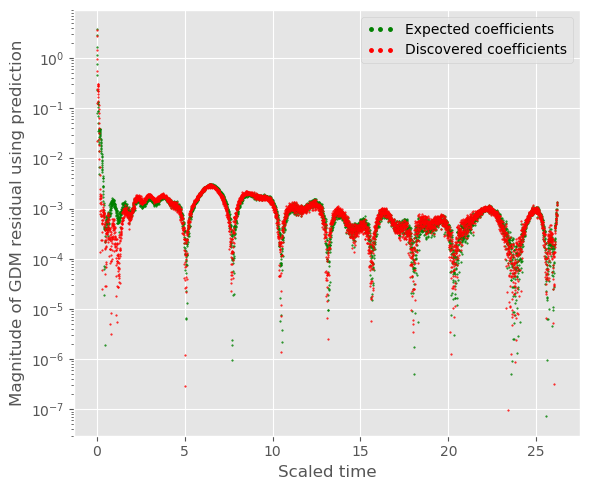 Expected coefficients
Discovered coefficients
Magnitude of GDM residual using prediction
10⁰
10⁻¹
10⁻²
10⁻³
10⁻⁴
10⁻⁵
10⁻⁶
10⁻⁷
0 5 10 15 20 25
Scaled time